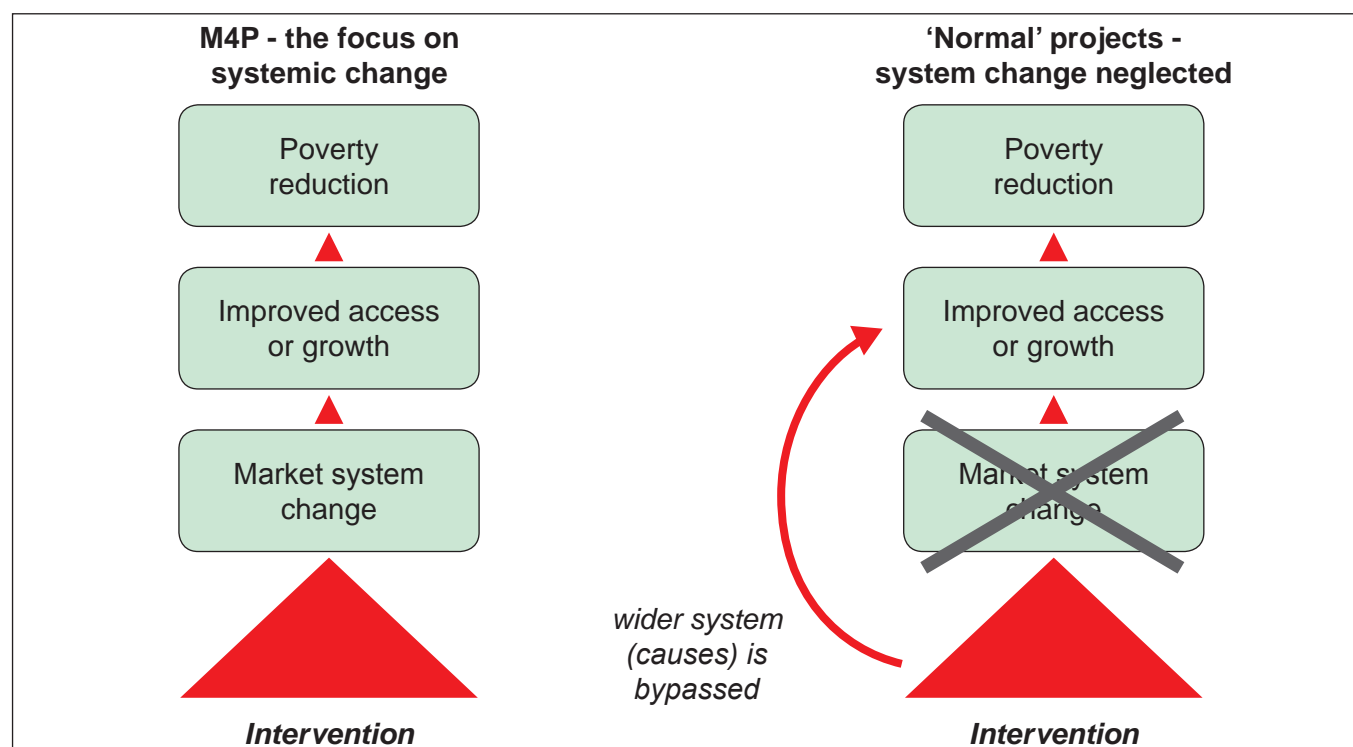 M4P - the focus on
systemic change
Poverty
reduction
Improved access
or growth
Market system
change
Intervention
‘Normal’ projects -
system change neglected
Poverty
reduction
Improved access
or growth
Market system
change
wider system
(causes) is
bypassed
Intervention